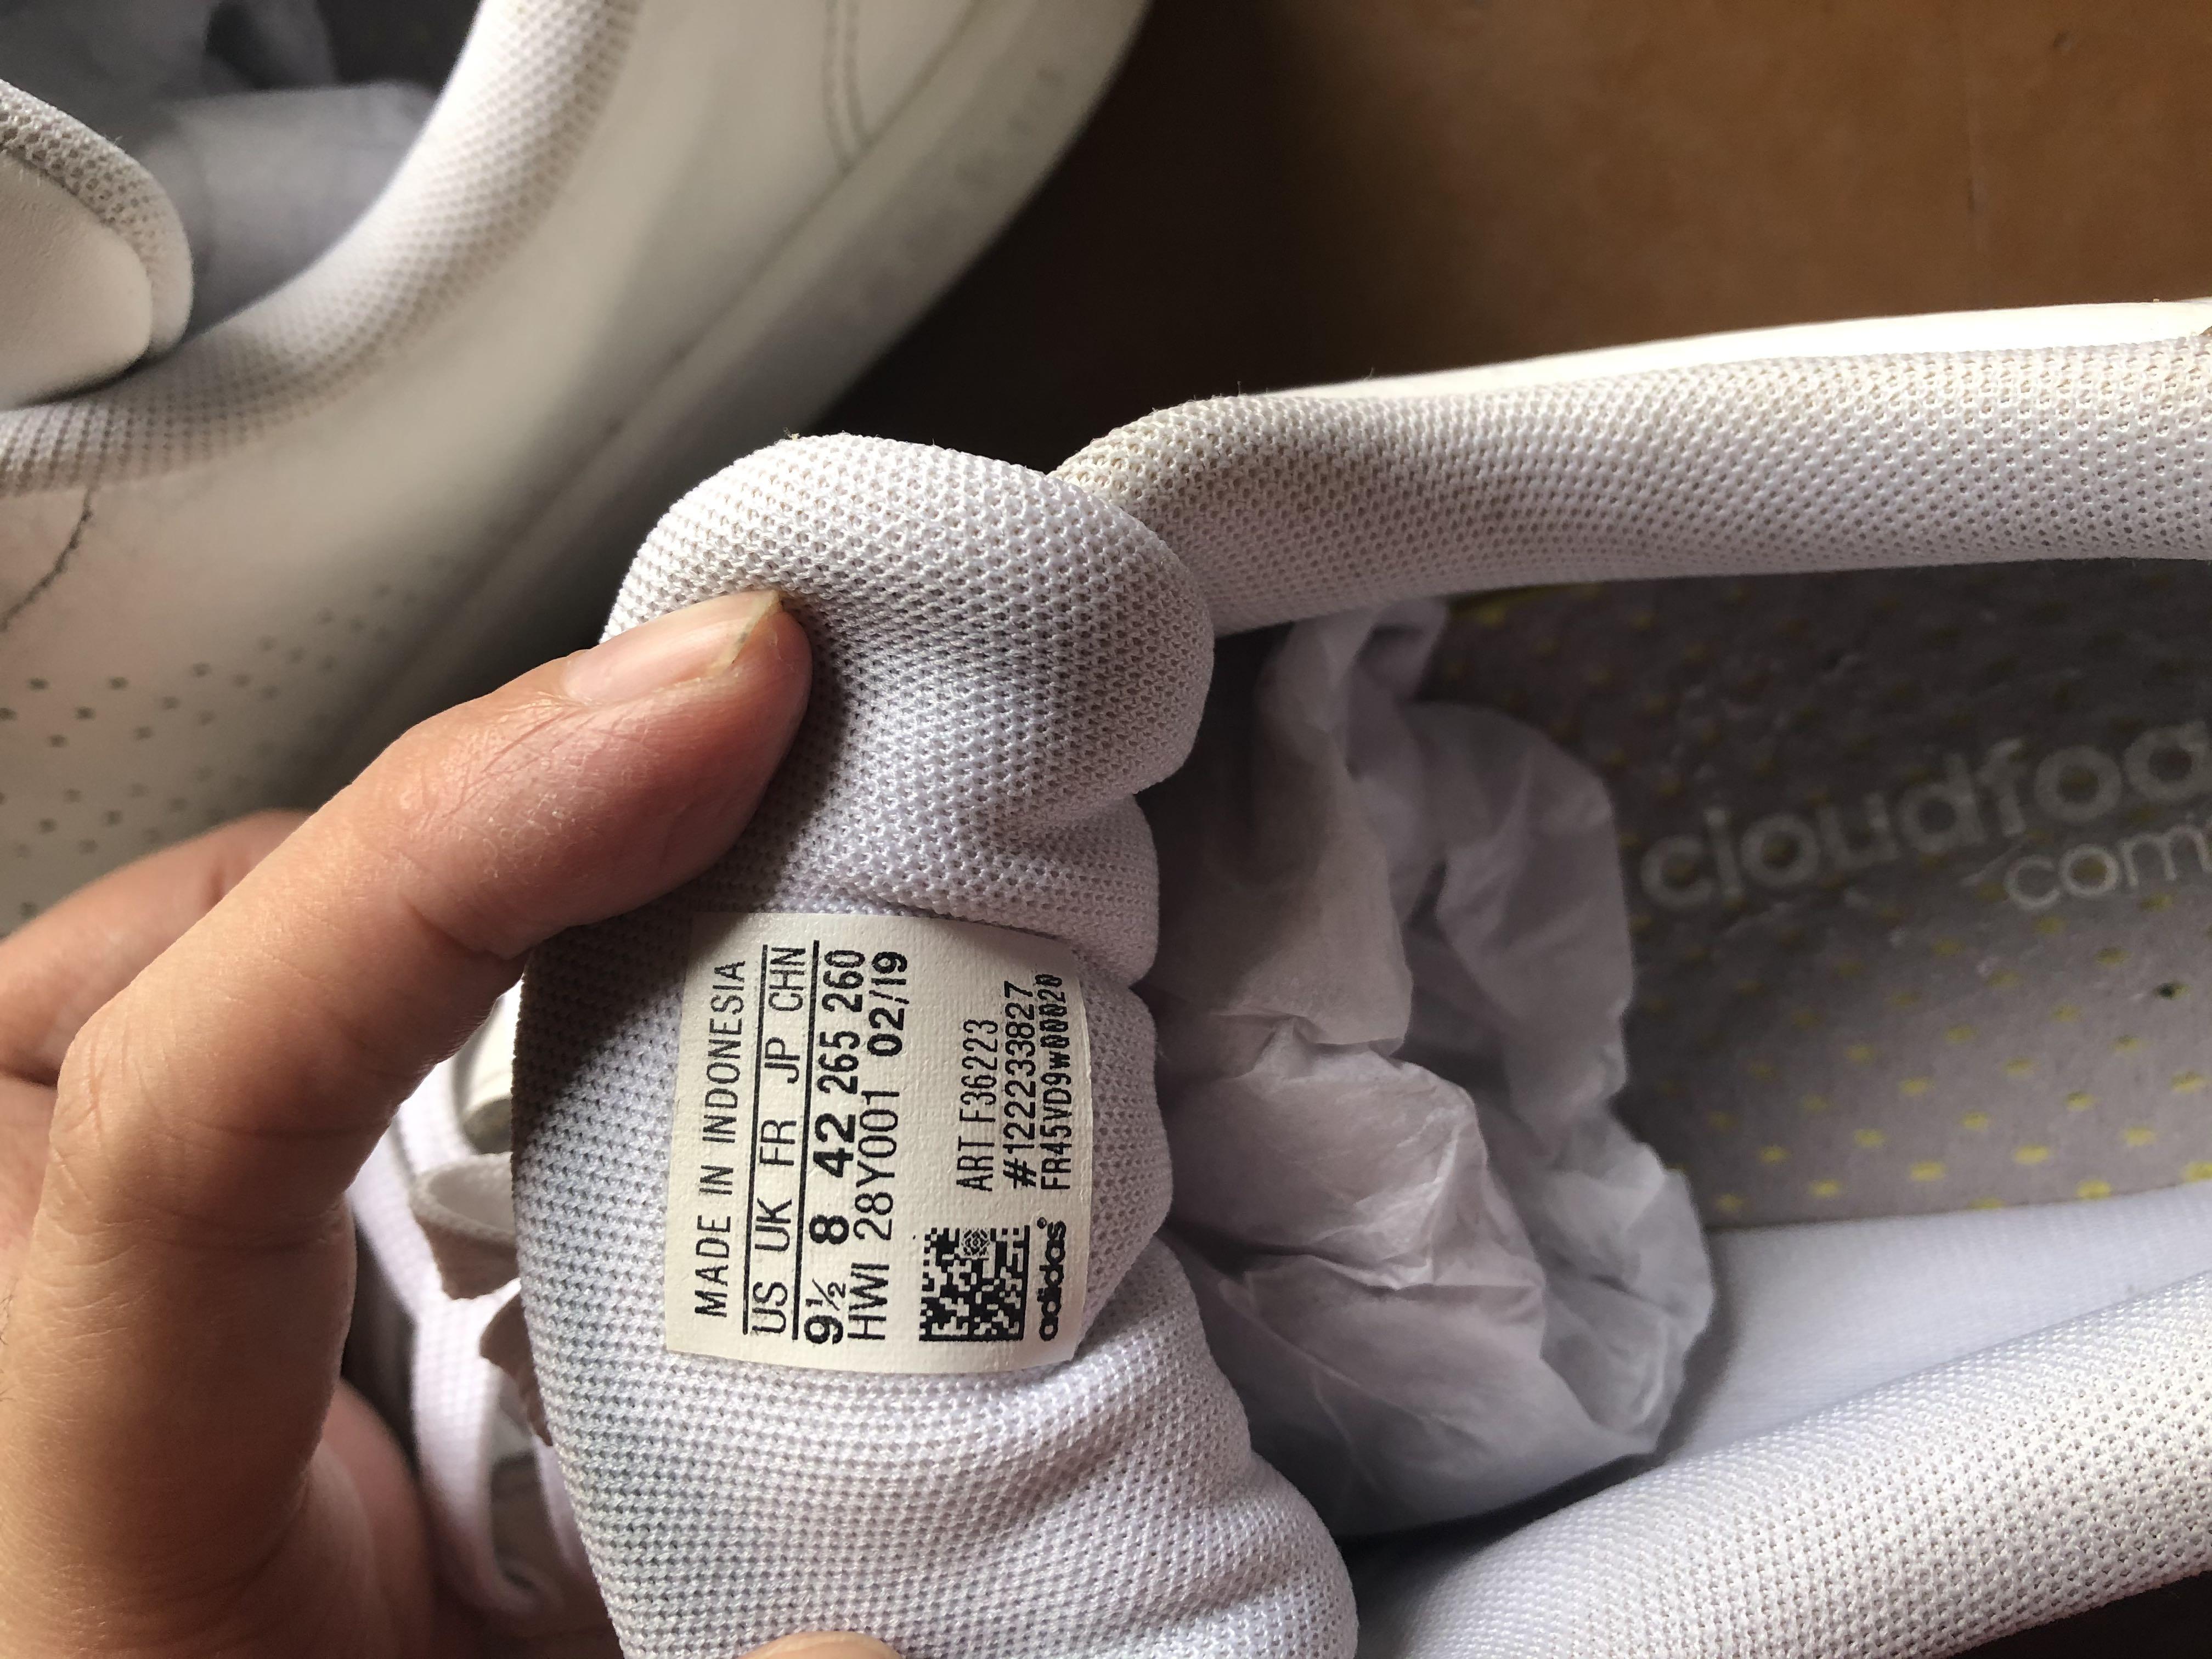 MADE IN INDONESIA
US UK FR JP CHN
9½ 8 42 265 260
HWI 28Y001 02/19
ART F36223
#122233827
FR45VD9w00020
adidas®
cloudfoa
com